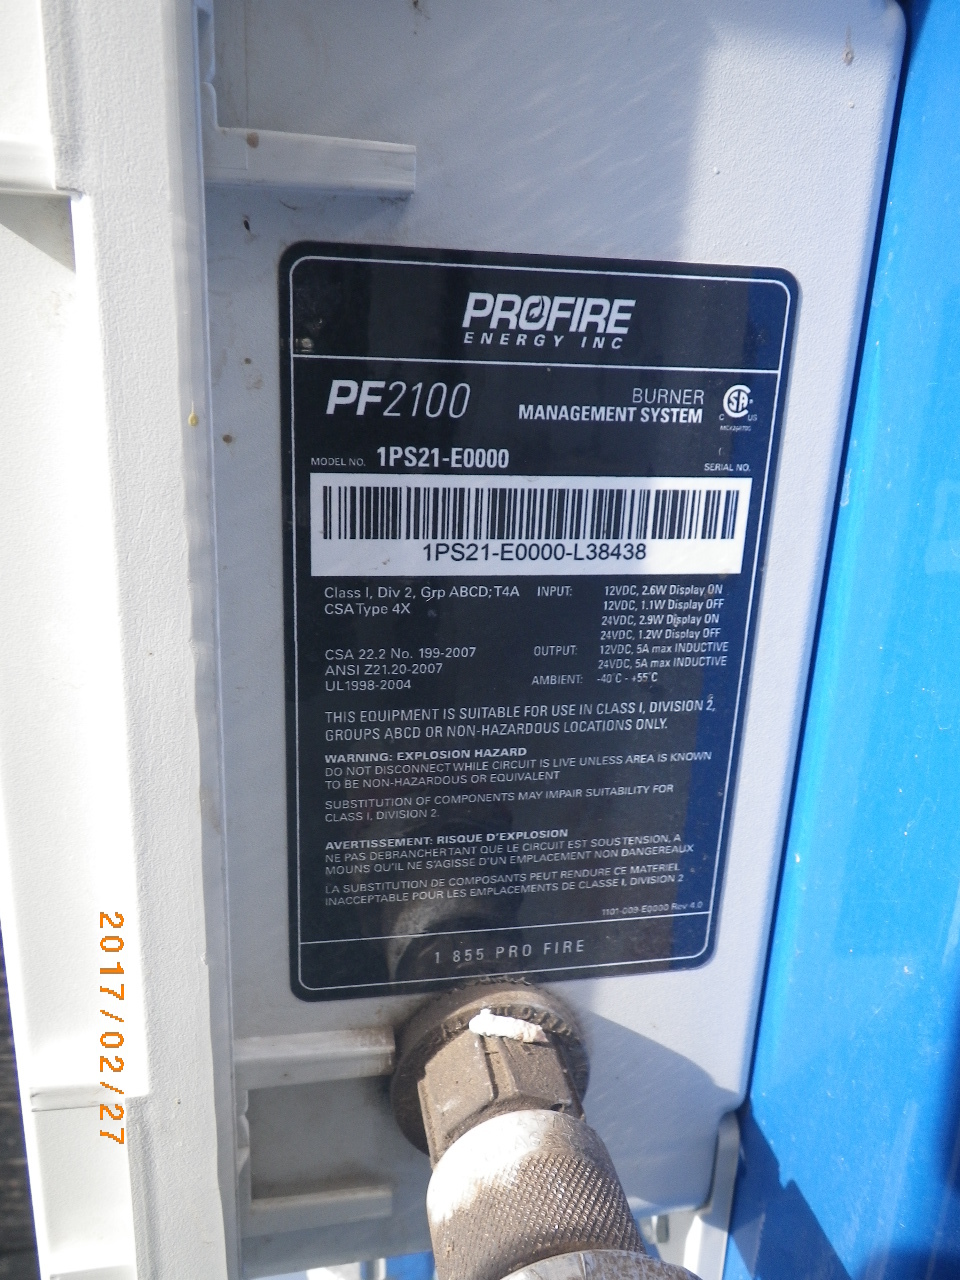 PROFIRE
ENERGY INC
PF2100
BURNER
MANAGEMENT SYSTEM
CSA
C US
MODEL NO. 1PS21-E0000
SERIAL NO.
1PS21-E0000-L38438
Class I, Div 2, Grp ABCD; T4A
CSA Type 4X
CSA 22.2 No. 199-2007
ANSI Z21.20-2007
UL1998-2004
INPUT: 12VDC, 2.6W Display ON
12VDC, 1.1W Display OFF
24VDC, 2.9W Display ON
24VDC, 1.2W Display OFF
OUTPUT: 12VDC, 5A max INDUCTIVE
24VDC, 5A max INDUCTIVE
AMBIENT: -40°C - +55°C
THIS EQUIPMENT IS SUITABLE FOR USE IN CLASS I, DIVISION 2,
GROUPS ABCD OR NON-HAZARDOUS LOCATIONS ONLY.
WARNING: EXPLOSION HAZARD
DO NOT DISCONNECT WHILE CIRCUIT IS LIVE UNLESS AREA IS KNOWN
TO BE NON-HAZARDOUS OR EQUIVALENT
SUBSTITUTION OF COMPONENTS MAY IMPAIR SUITABILITY FOR
CLASS I, DIVISION 2.
AVERTISSEMENT: RISQUE D'EXPLOSION
NE PAS DEBRANCHER TANT QUE LE CIRCUIT EST SOUS TENSION, A
MOUNS QU'IL NE S'AGISSE D'UN EMPLACEMENT NON DANGEREAUX
LA SUBSTITUTION DE COMPOSANTS PEUT RENDURE CE MATERIEL
INACCEPTABLE POUR LES EMPLACEMENTS DE CLASSE I, DIVISION 2
1101-009-E0000 Rev 4.0
1 855 PRO FIRE
2017/02/27